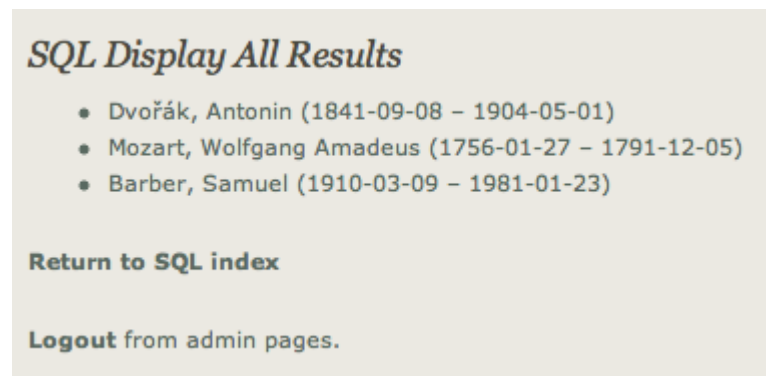 SQL Display All Results
• Dvořák, Antonin (1841-09-08 – 1904-05-01)
• Mozart, Wolfgang Amadeus (1756-01-27 – 1791-12-05)
• Barber, Samuel (1910-03-09 – 1981-01-23)
Return to SQL index
Logout from admin pages.